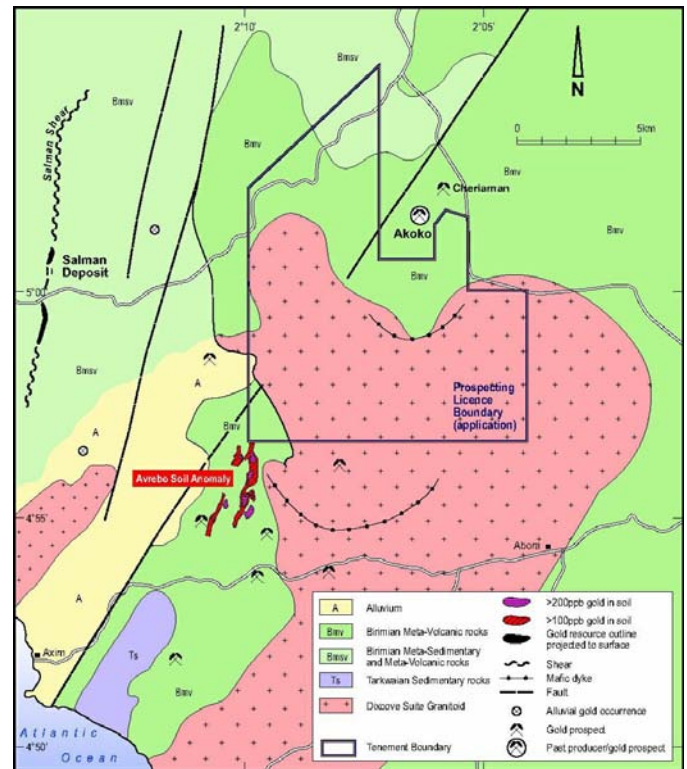 2°10'
2°05'
Bmsv
Bmsv
Bmv
N
0
5km
Bmv
Bmv
Salman Shear
Cheriaman
Akoko
Salman
Deposit
Bmv
5°00'
Bmsv
A
Prospecting
Licence
Boundary
(application)
Bmv
A
Avrebo Soil Anomaly
4°55'
Abora
A
Axim
Ts
Bmv
4°50'
Atlantic
Ocean
A
Alluvium
Bmv
Birimian Meta-Volcanic rocks
Bmsv
Birimian Meta-Sedimentary
and Meta-Volcanic rocks
Ts
Tarkwaian Sedimentary rocks
Dixcove Suite Granitoid
Tenement Boundary
>200ppb gold in soil
>100ppb gold in soil
Gold resource outline
projected to surface
Shear
Mafic dyke
Fault
Alluvial gold occurrence
Gold prospect
Past producer/gold prospect